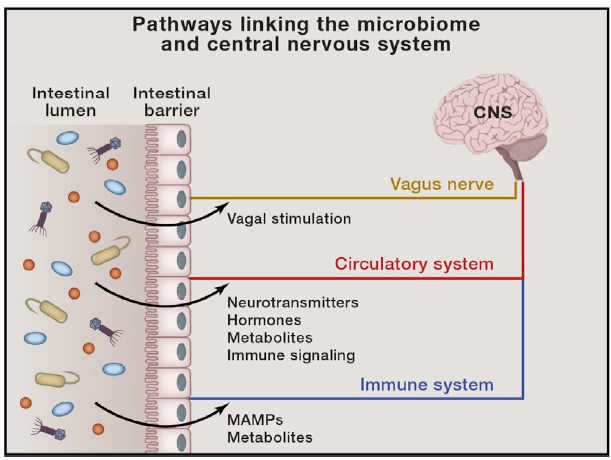 Pathways linking the microbiome
and central nervous system
Intestinal
lumen
Intestinal
barrier
CNS
Vagus nerve
Vagal stimulation
Circulatory system
Neurotransmitters
Hormones
Metabolites
Immune signaling
Immune system
MAMPs
Metabolites